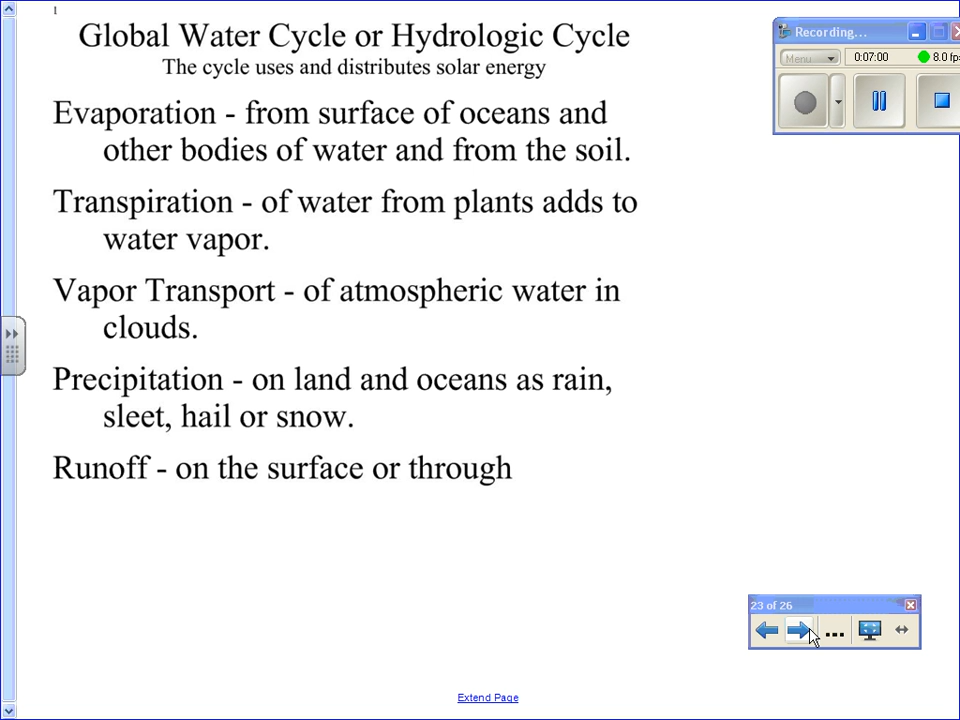 1
Global Water Cycle or Hydrologic Cycle
The cycle uses and distributes solar energy
Evaporation - from surface of oceans and
other bodies of water and from the soil.
Transpiration - of water from plants adds to
water vapor.
Vapor Transport - of atmospheric water in
clouds.
Precipitation - on land and oceans as rain,
sleet, hail or snow.
Runoff - on the surface or through
Recording...
Menu
0:07:00
8.0 fp
23 of 26
Extend Page